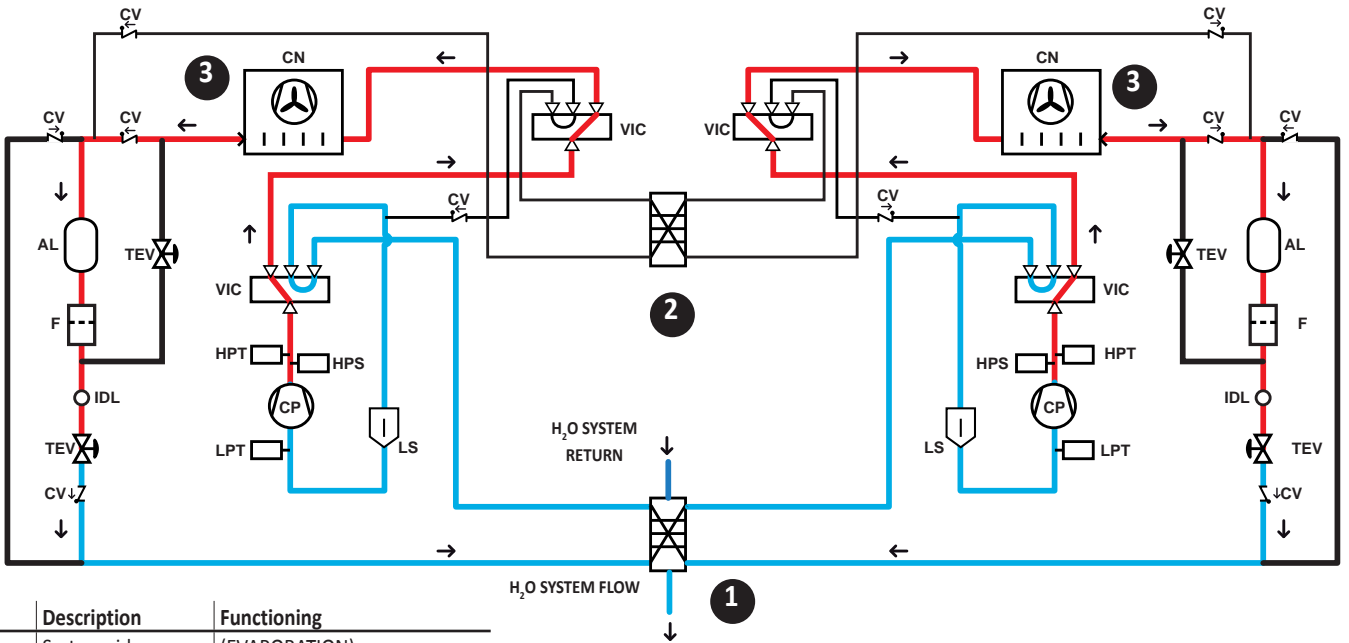 CV
CV
CN
CN
3
3
CV
CV
CV
CV
VIC
VIC
CV
CV
AL
TEV
TEV
AL
VIC
VIC
2
F
F
HPT
HPS
HPS
HPT
IDL
CP
CP
IDL
H₂O SYSTEM
RETURN
TEV
LPT
LS
LS
LPT
TEV
CV
CV
H₂O SYSTEM FLOW
1
Description Functioning